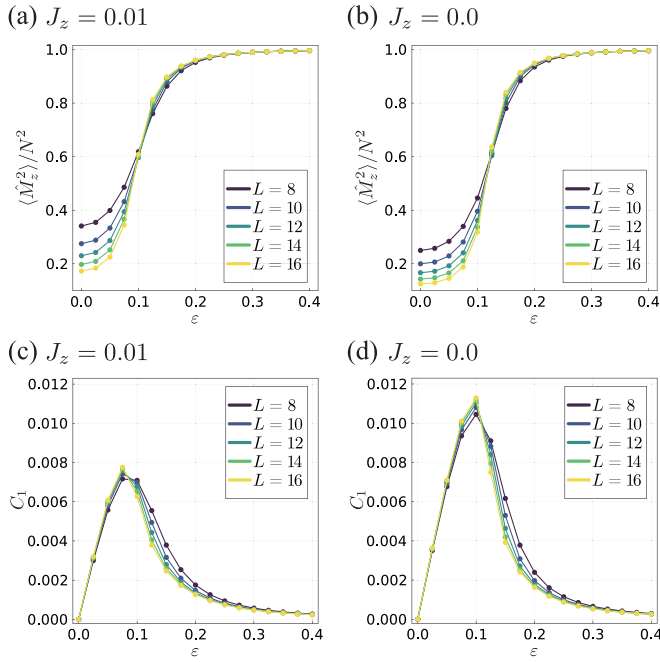 (a) J_z = 0.01
1.0
0.8
0.6
0.4
0.2
⟨M̂_z^2⟩/N^2
L = 8
L = 10
L = 12
L = 14
L = 16
0.0 0.1 0.2 0.3 0.4
ε
(b) J_z = 0.0
1.0
0.8
0.6
0.4
0.2
⟨M̂_z^2⟩/N^2
L = 8
L = 10
L = 12
L = 14
L = 16
0.0 0.1 0.2 0.3 0.4
ε
(c) J_z = 0.01
0.012
0.010
0.008
0.006
0.004
0.002
0.000
C_1
L = 8
L = 10
L = 12
L = 14
L = 16
0.0 0.1 0.2 0.3 0.4
ε
(d) J_z = 0.0
0.012
0.010
0.008
0.006
0.004
0.002
0.000
C_1
L = 8
L = 10
L = 12
L = 14
L = 16
0.0 0.1 0.2 0.3 0.4
ε